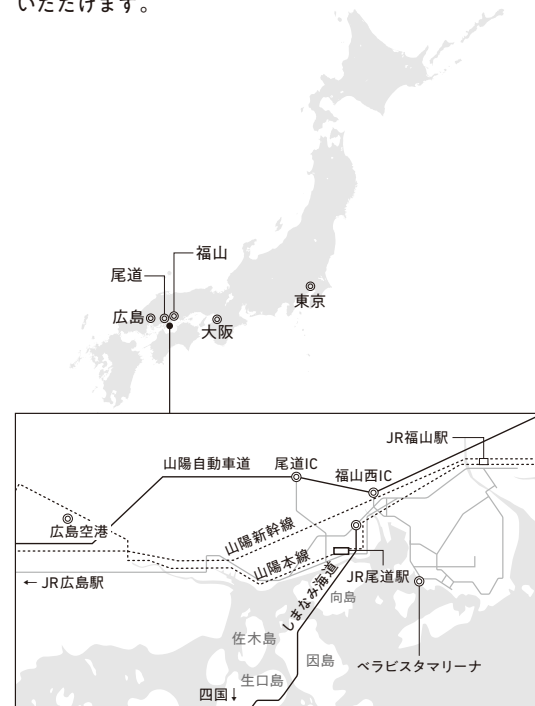 いただけます。
福山
尾道
広島
大阪
東京
JR福山駅
山陽自動車道
尾道IC
福山西IC
広島空港
山陽新幹線
山陽本線
← JR広島駅
JR尾道駅
しまなみ海道
向島
佐木島
因島
ベラビスタマリーナ
生口島
四国↓